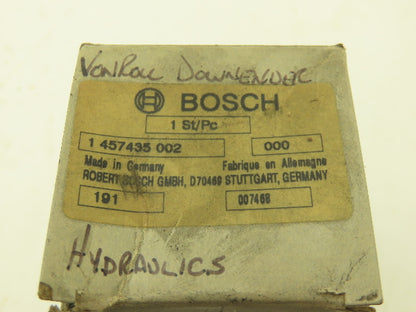 VonRoll Downender
BOSCH
1 St/Pc
1 457435 002 000
Made in Germany Fabrique en Allemagne
ROBERT BOSCH GMBH, D70469 STUTTGART, GERMANY
191 007468
HYDRAULICS